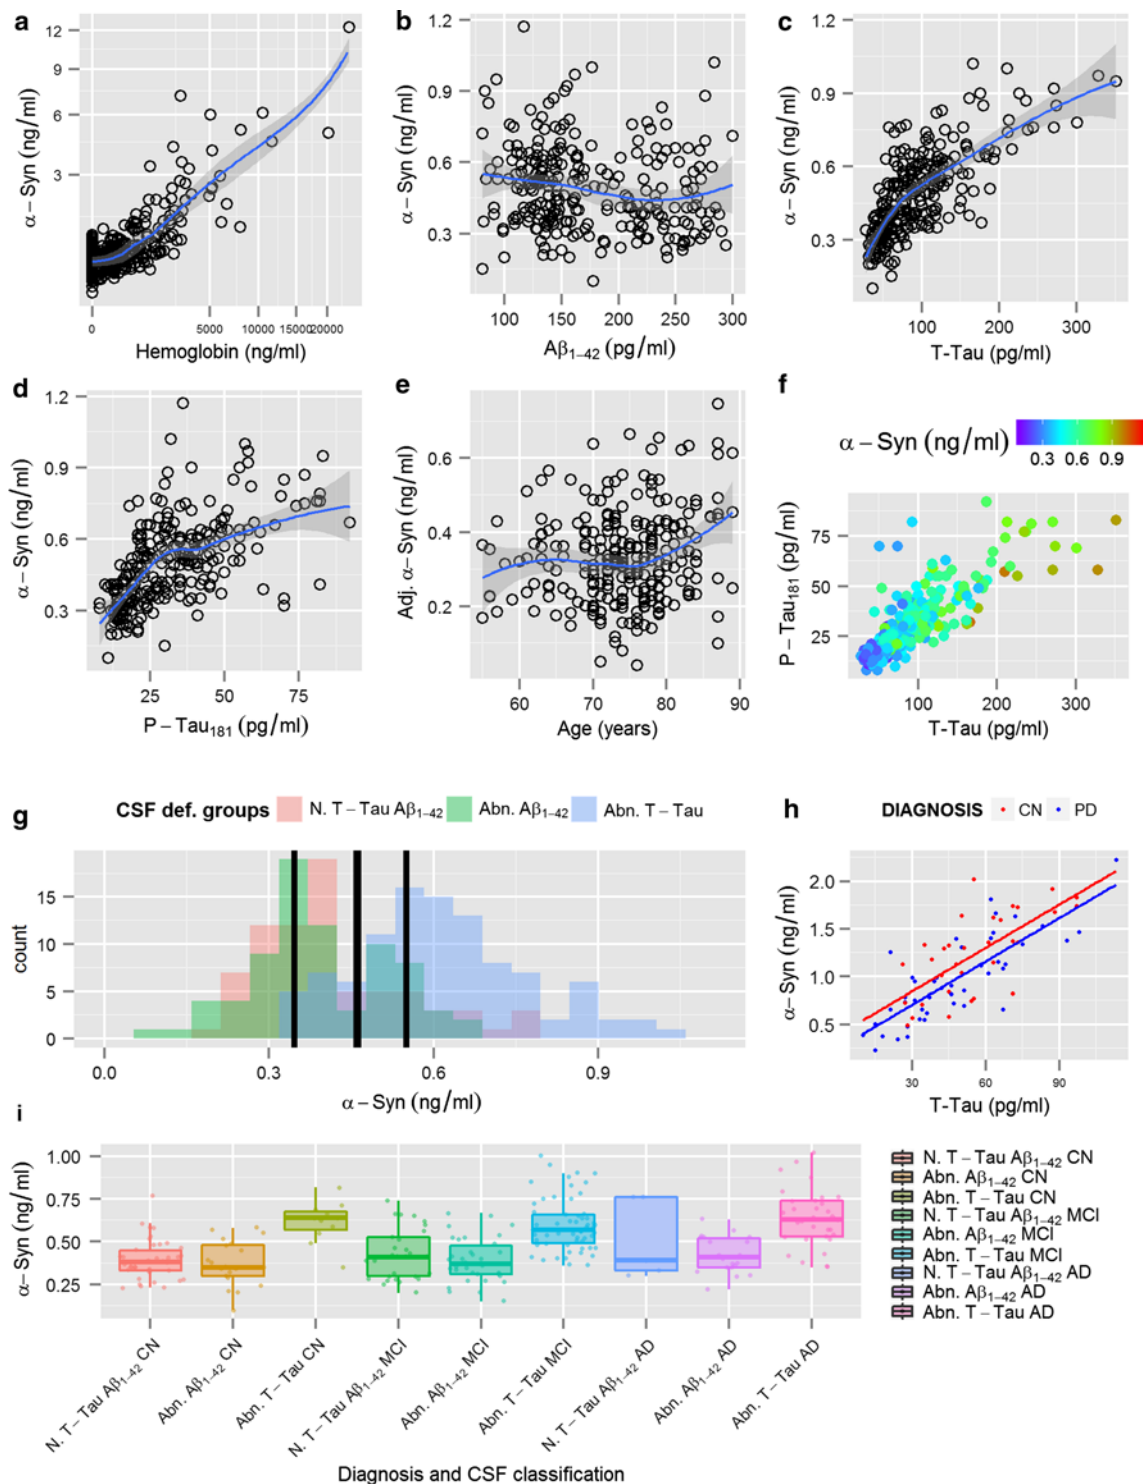 a
α – Syn (ng/ml)
12
9
6
3
0
5000
10000
15000
20000
Hemoglobin (ng/ml)
b
α – Syn (ng/ml)
1.2
0.9
0.6
0.3
100
150
200
250
300
Aβ1–42 (pg/ml)
c
α – Syn (ng/ml)
1.2
0.9
0.6
0.3
100
200
300
T-Tau (pg/ml)
d
α – Syn (ng/ml)
1.2
0.9
0.6
0.3
25
50
75
P – Tau181 (pg/ml)
e
Adj. α – Syn (ng/ml)
0.6
0.4
0.2
60
70
80
90
Age (years)
f
α – Syn (ng/ml)
0.3 0.6 0.9
P – Tau181 (pg/ml)
75
50
25
100
200
300
T-Tau (pg/ml)
g
CSF def. groups
N. T – Tau Aβ1–42
Abn. Aβ1–42
Abn. T – Tau
count
15
10
5
0
0.0
0.3
0.6
0.9
α – Syn (ng/ml)
h
DIAGNOSIS
CN
PD
α – Syn (ng/ml)
2.0
1.5
1.0
0.5
30
60
90
T-Tau (pg/ml)
i
α – Syn (ng/ml)
1.00
0.75
0.50
0.25
N. T – Tau Aβ1–42 CN
Abn. Aβ1–42 CN
Abn. T – Tau CN
N. T – Tau Aβ1–42 MCI
Abn. Aβ1–42 MCI
Abn. T – Tau MCI
N. T – Tau Aβ1–42 AD
Abn. Aβ1–42 AD
Abn. T – Tau AD
Diagnosis and CSF classification
N. T – Tau Aβ1–42 CN
Abn. Aβ1–42 CN
Abn. T – Tau CN
N. T – Tau Aβ1–42 MCI
Abn. Aβ1–42 MCI
Abn. T – Tau MCI
N. T – Tau Aβ1–42 AD
Abn. Aβ1–42 AD
Abn. T – Tau AD